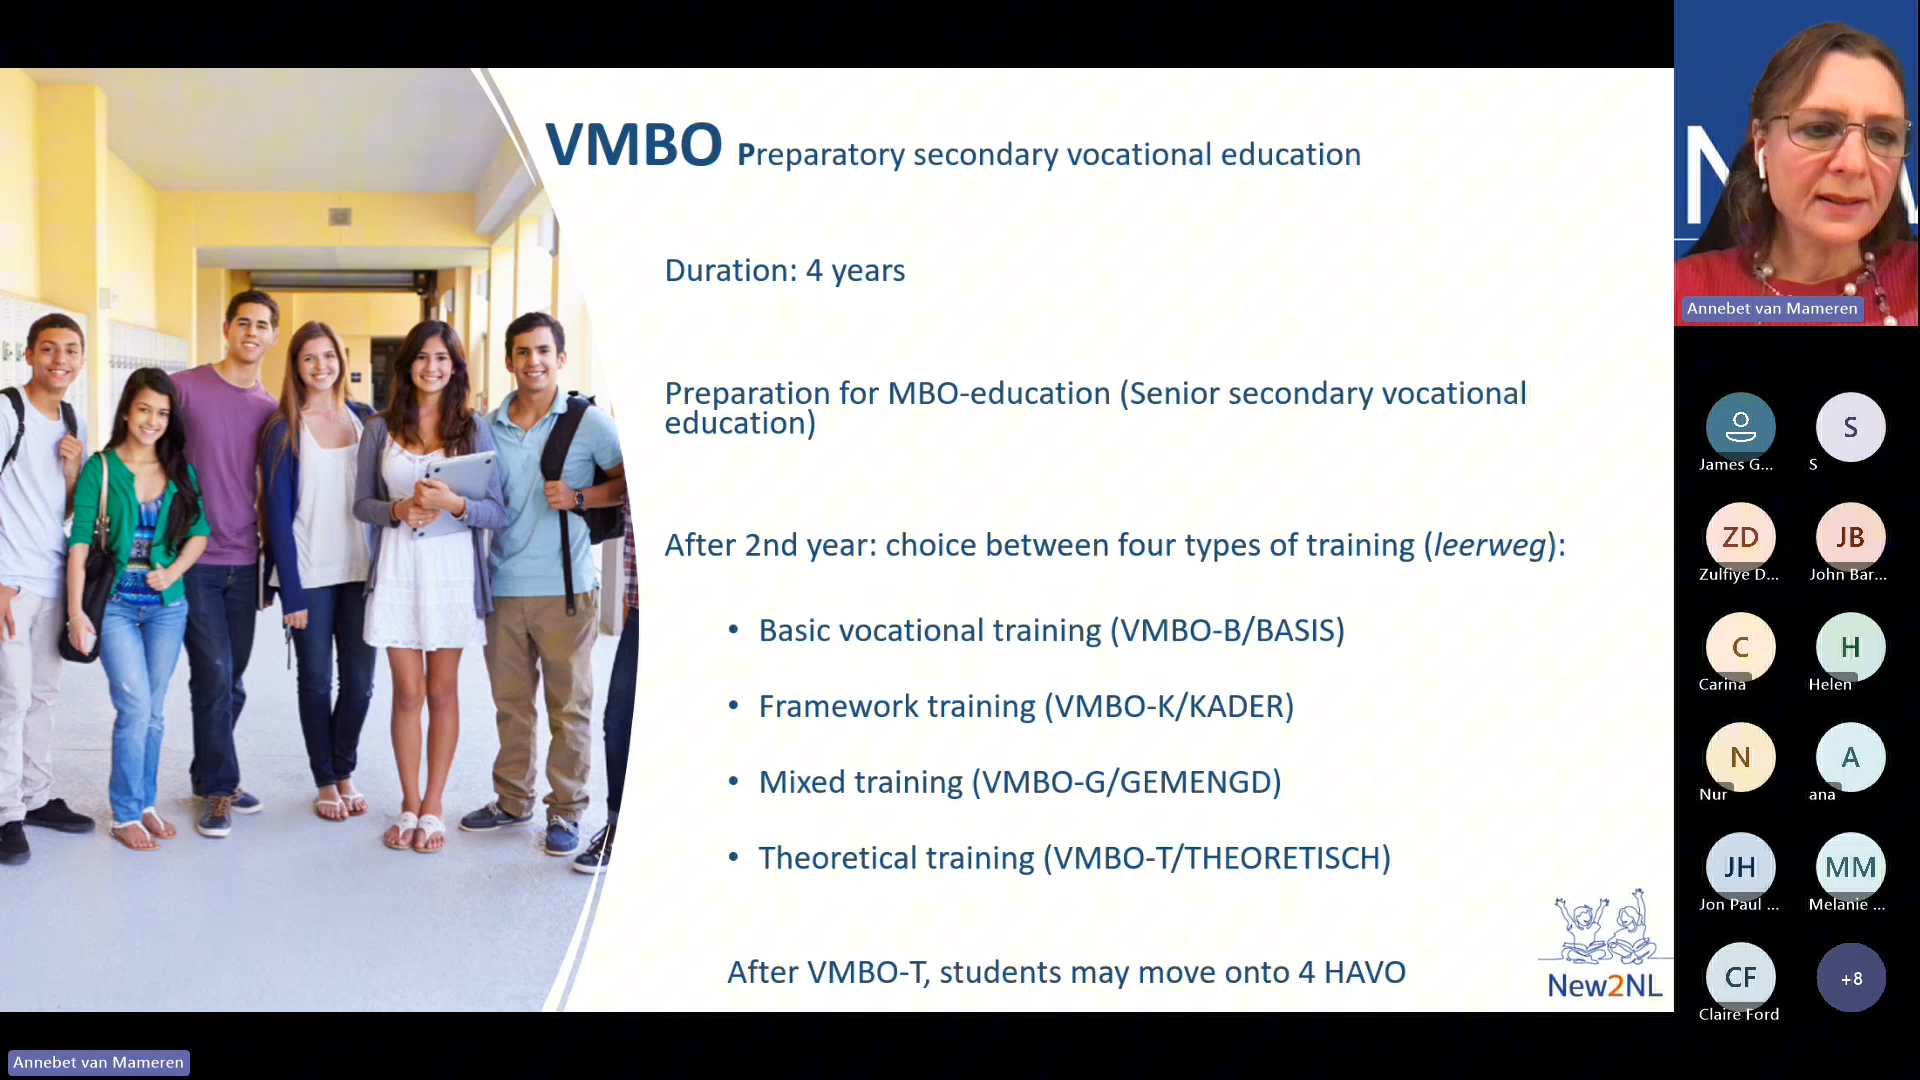 VMBO Preparatory secondary vocational education
Duration: 4 years
Preparation for MBO-education (Senior secondary vocational
education)
After 2nd year: choice between four types of training (leerweg):
• Basic vocational training (VMBO-B/BASIS)
• Framework training (VMBO-K/KADER)
• Mixed training (VMBO-G/GEMENGD)
• Theoretical training (VMBO-T/THEORETISCH)
After VMBO-T, students may move onto 4 HAVO
New2NL
Annebet van Mameren
James G...
S
S
ZD
Zulfiye D...
JB
John Bar...
C
Carina
H
Helen
N
Nur
A
ana
JH
Jon Paul ...
MM
Melanie ...
CF
Claire Ford
+8
Annebet van Mameren